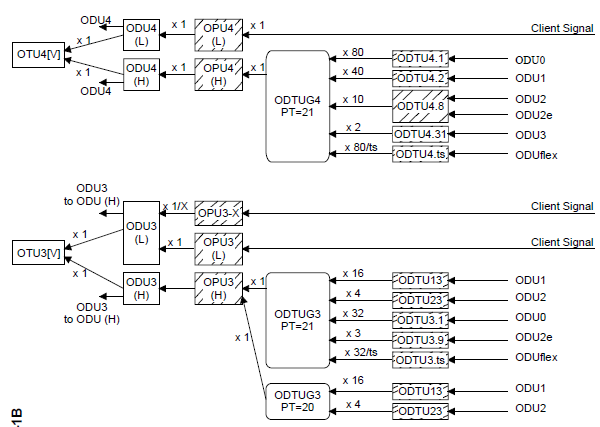 ODU4
x 1
ODU4
(L)
x 1
OPU4
(L)
x 1
Client Signal
OTU4[V]
x 1
ODU4
ODU4
(H)
x 1
OPU4
(H)
x 1
ODTUG4
PT=21
x 80
ODTU4.1
ODU0
x 40
ODTU4.2
ODU1
x 10
ODTU4.8
ODU2
ODU2e
x 2
ODTU4.31
ODU3
x 80/ts
ODTU4.ts
ODUflex
ODU3
to ODU (H)
x 1/X
OPU3-X
Client Signal
ODU3
(L)
x 1
x 1
OPU3
(L)
Client Signal
OTU3[V]
x 1
ODU3
to ODU (H)
ODU3
(H)
OPU3
(H)
x 1
x 1
ODTUG3
PT=21
x 16
ODTU13
ODU1
x 4
ODTU23
ODU2
x 32
ODTU3.1
ODU0
x 3
ODTU3.9
ODU2e
x 32/ts
ODTU3.ts
ODUflex
ODTUG3
PT=20
x 16
ODTU13
ODU1
x 4
ODTU23
ODU2